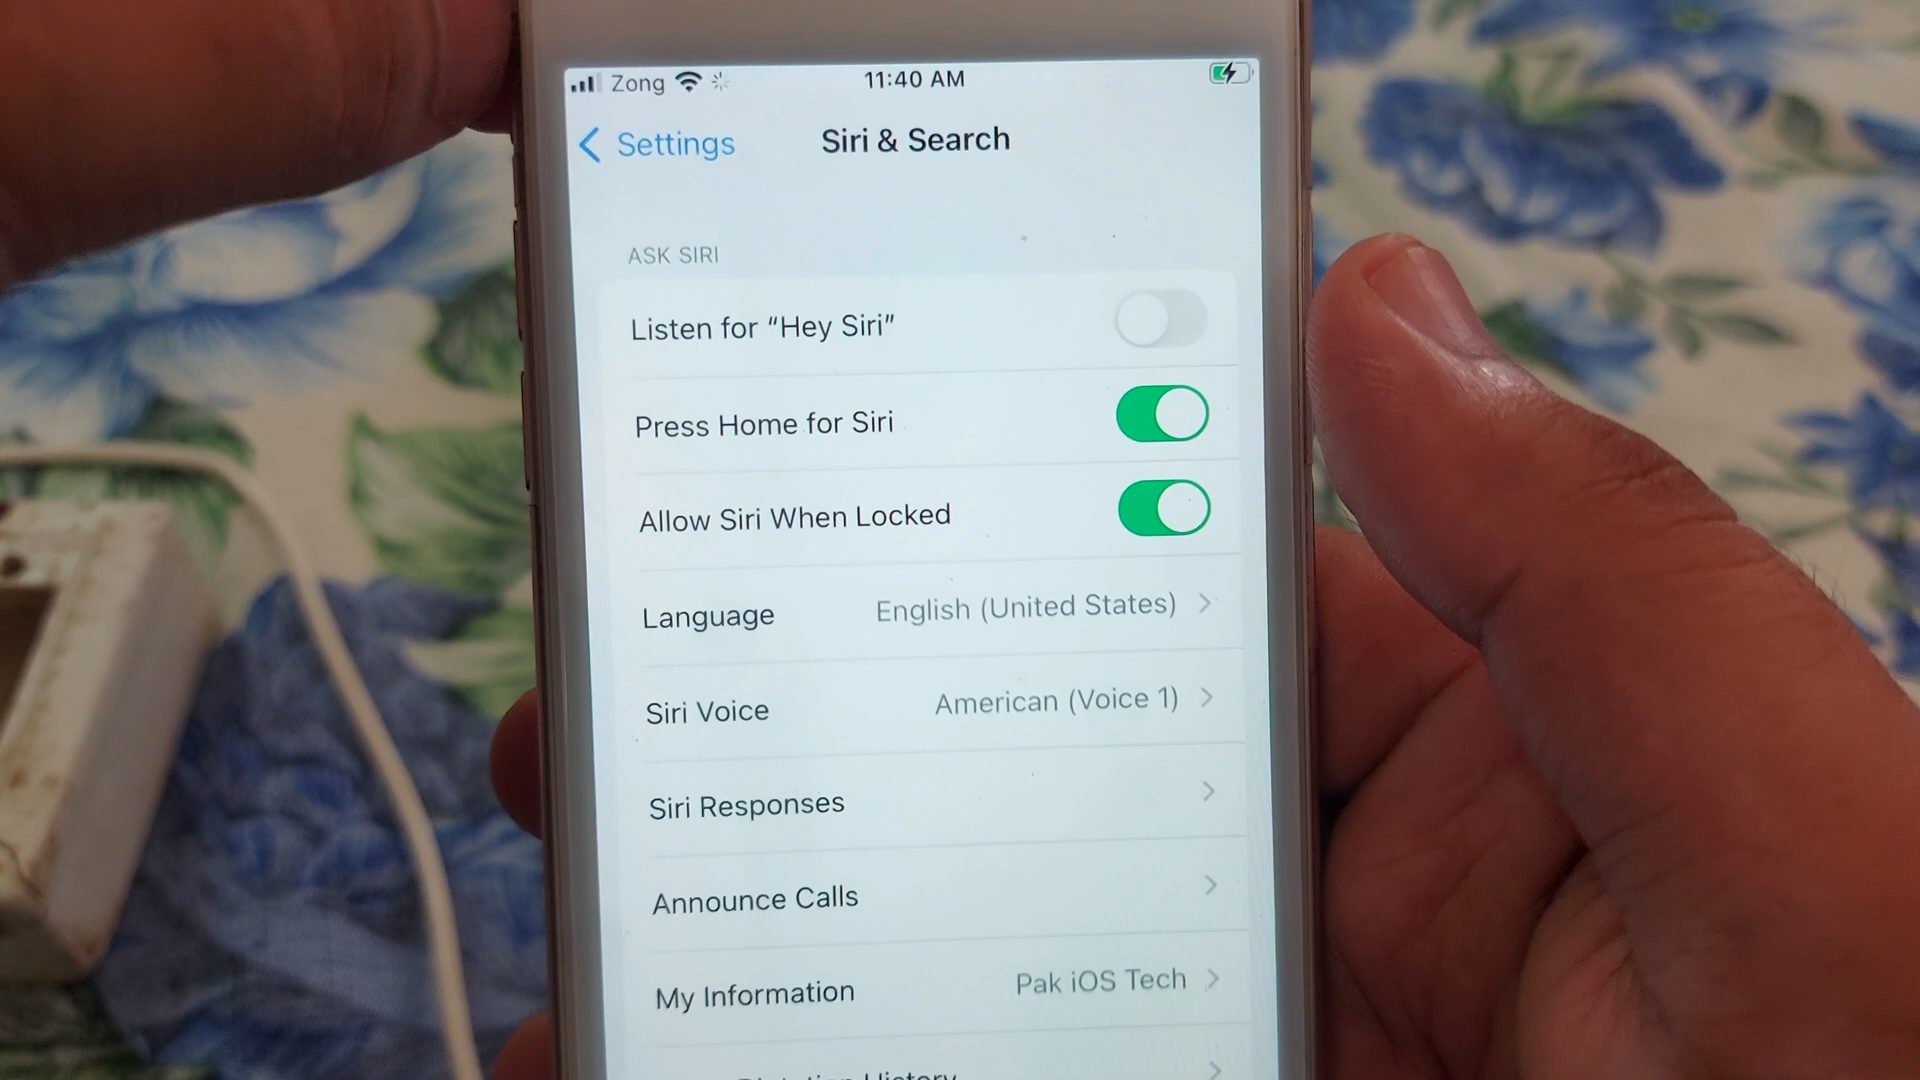 Zong 11:40 AM
Settings Siri & Search
ASK SIRI
Listen for “Hey Siri”
Press Home for Siri
Allow Siri When Locked
Language English (United States)
Siri Voice American (Voice 1)
Siri Responses
Announce Calls
My Information Pak iOS Tech
Dictation History